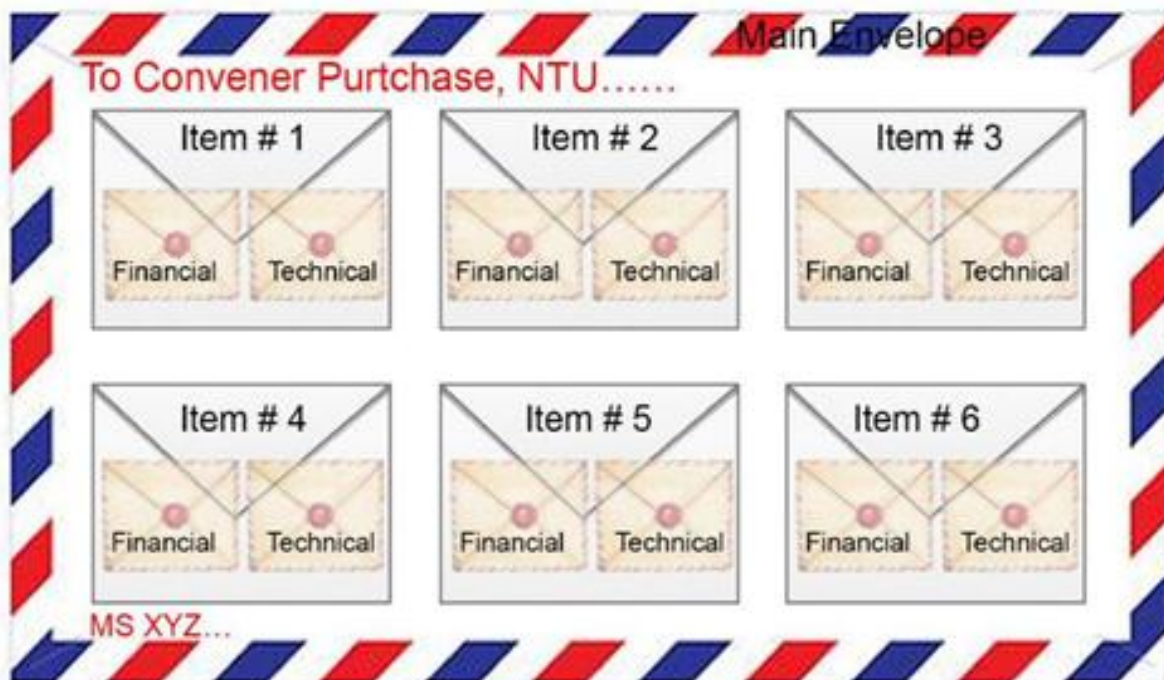 Main Envelope
To Convener Purtchase, NTU......
Item # 1 Item # 2 Item # 3
Financial Technical Financial Technical Financial Technical
Item # 4 Item # 5 Item # 6
Financial Technical Financial Technical Financial Technical
MS XYZ...